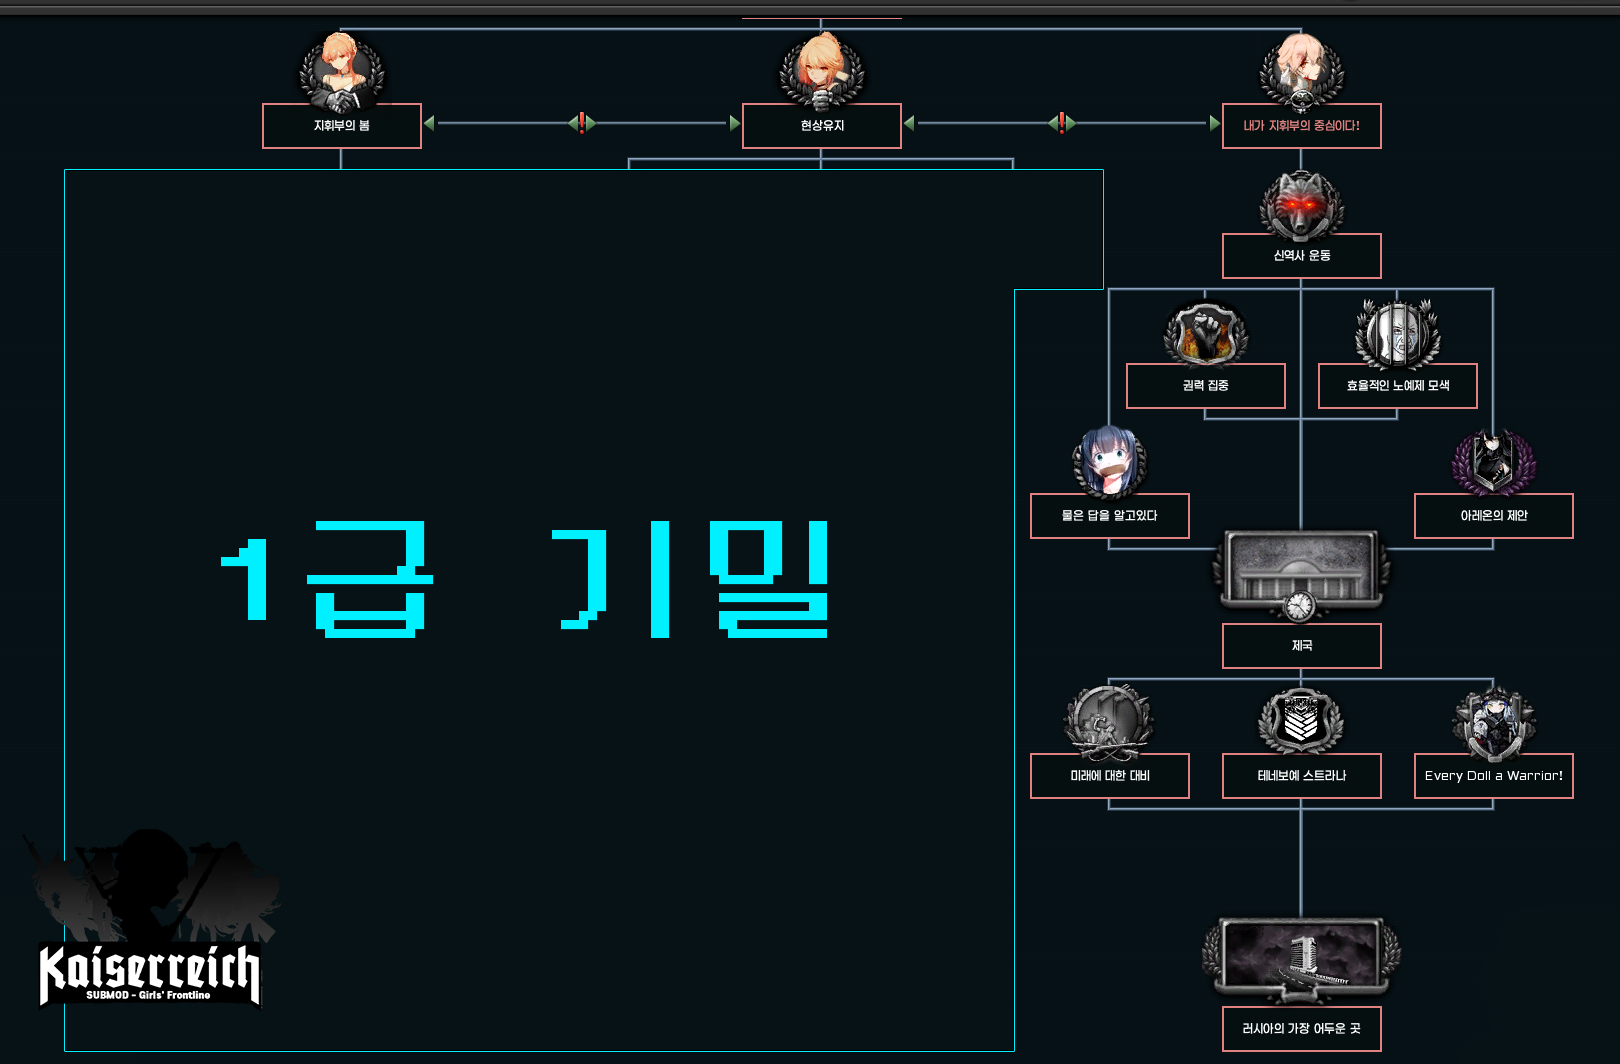 지휘부의 봄
현상유지
내가 지휘부의 중심이다!
신역사 운동
권력 집중
효율적인 노예제 모색
물은 답을 알고있다
아레온의 제안
1급 기밀
제국
미래에 대한 대비
테네보예 스트라나
Every Doll a Warrior!
Kaiserreich
SUBMOD - Girls' Frontline
러시아의 가장 어두운 곳